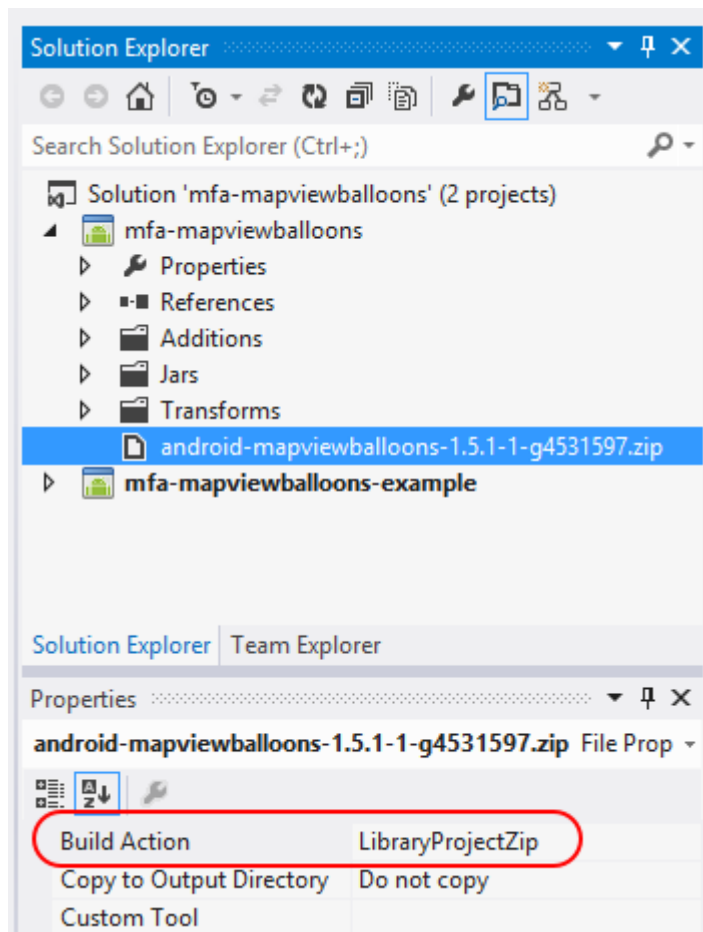 Solution Explorer
Search Solution Explorer (Ctrl+;)
Solution 'mfa-mapviewballoons' (2 projects)
mfa-mapviewballoons
Properties
References
Additions
Jars
Transforms
android-mapviewballoons-1.5.1-1-g4531597.zip
mfa-mapviewballoons-example
Solution Explorer Team Explorer
Properties
android-mapviewballoons-1.5.1-1-g4531597.zip File Prop
Build Action LibraryProjectZip
Copy to Output Directory Do not copy
Custom Tool